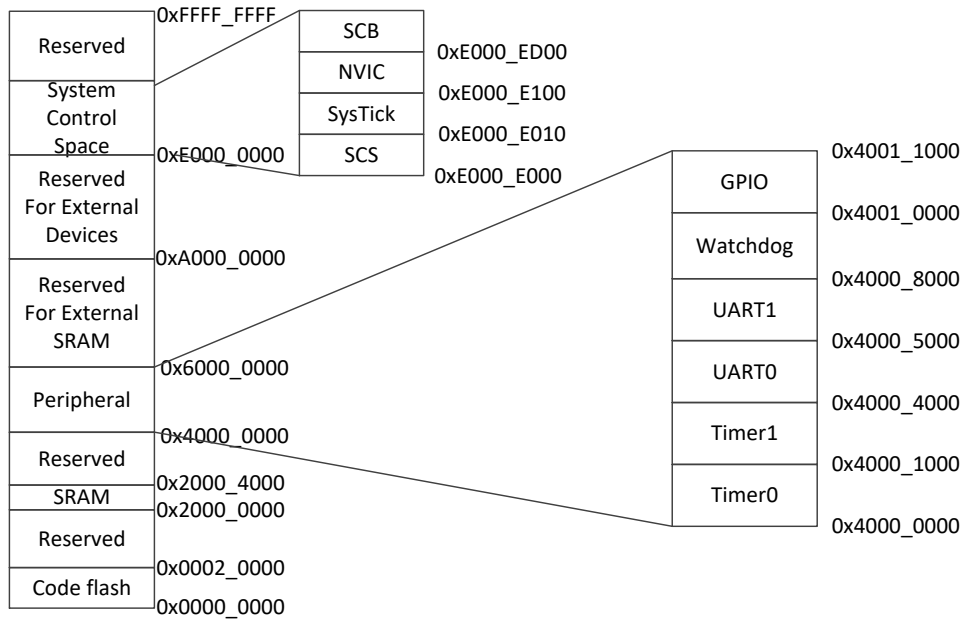 0xFFFF_FFFF
Reserved
System
Control
Space
0xE000_0000
Reserved
For External
Devices
0xA000_0000
Reserved
For External
SRAM
0x6000_0000
Peripheral
0x4000_0000
Reserved
0x2000_4000
SRAM
0x2000_0000
Reserved
0x0002_0000
Code flash
0x0000_0000
SCB
0xE000_ED00
NVIC
0xE000_E100
SysTick
0xE000_E010
SCS
0xE000_E000
0x4001_1000
GPIO
0x4001_0000
Watchdog
0x4000_8000
UART1
0x4000_5000
UART0
0x4000_4000
Timer1
0x4000_1000
Timer0
0x4000_0000